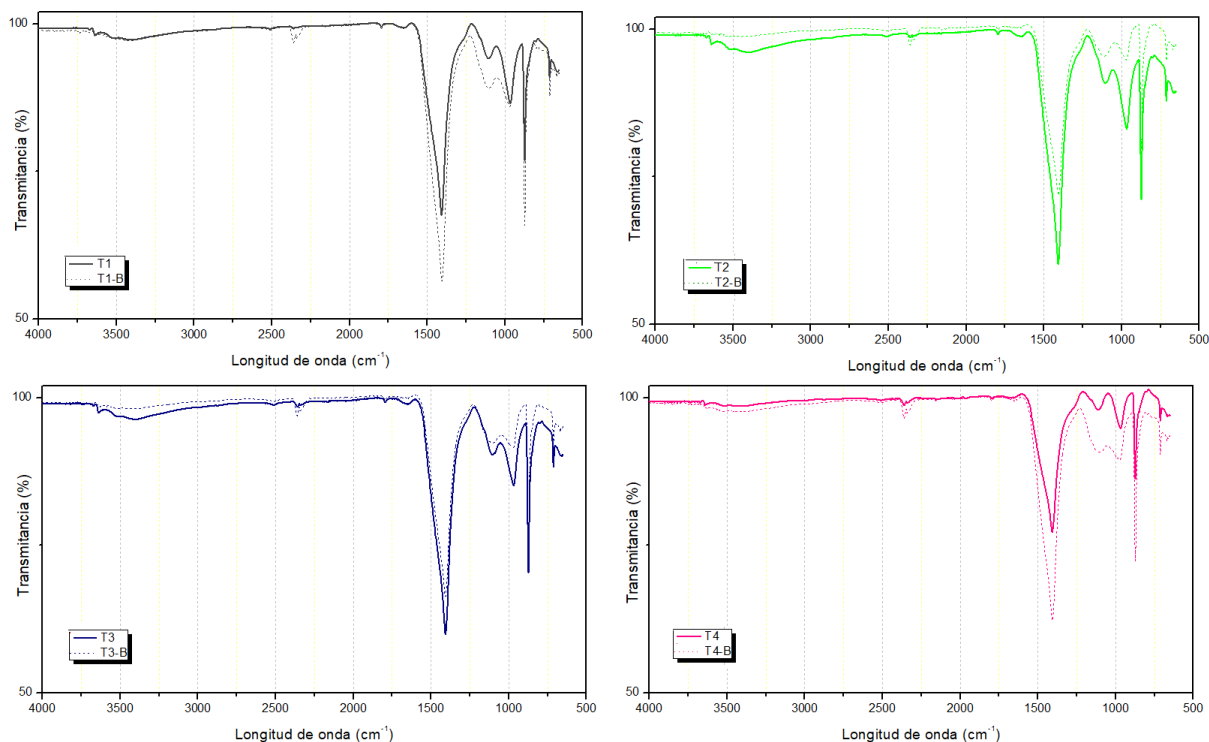 100
Transmitancia (%)
T1
T1-B
50
4000 3500 3000 2500 2000 1500 1000 500
Longitud de onda (cm⁻¹)
100
Transmitancia (%)
T2
T2-B
50
4000 3500 3000 2500 2000 1500 1000 500
Longitud de onda (cm⁻¹)
100
Transmitancia (%)
T3
T3-B
50
4000 3500 3000 2500 2000 1500 1000 500
Longitud de onda (cm⁻¹)
100
Transmitancia (%)
T4
T4-B
50
4000 3500 3000 2500 2000 1500 1000 500
Longitud de onda (cm⁻¹)